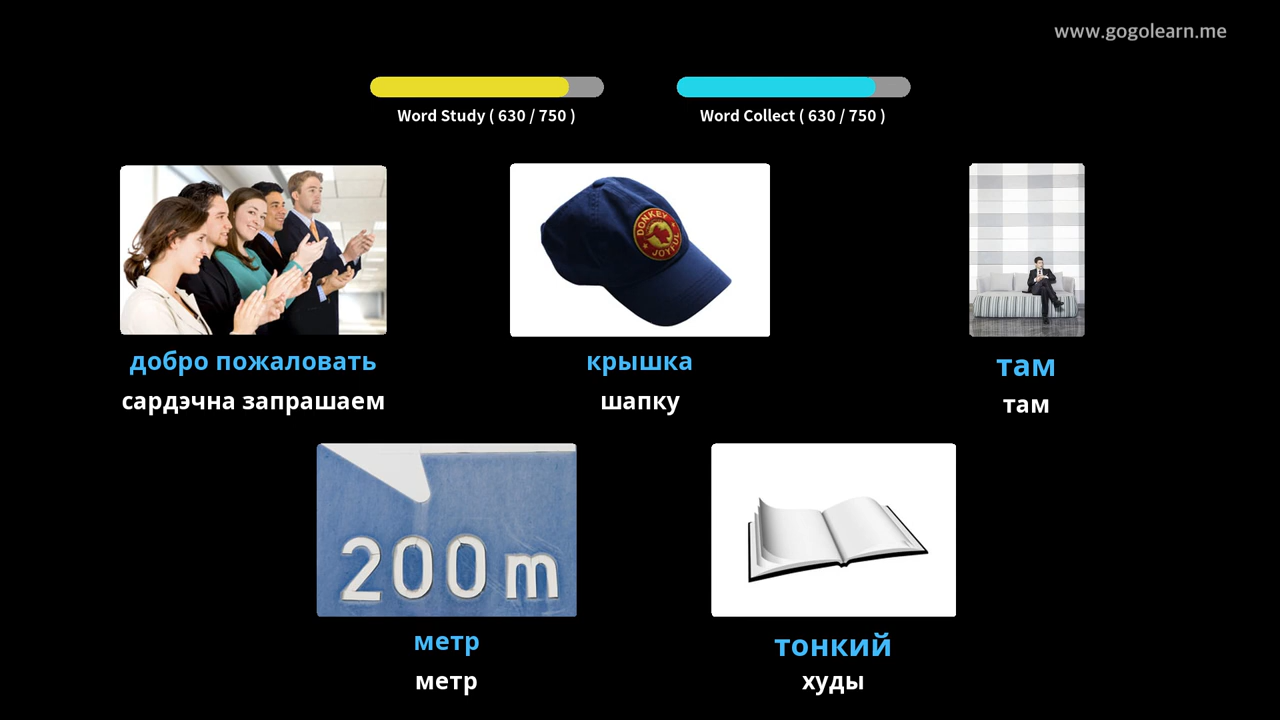 www.gogolearn.me
Word Study ( 630 / 750 )
Word Collect ( 630 / 750 )
DONKEY
JOYFUL
добро пожаловать
сардэчна запрашаем
крышка
шапку
там
там
200 m
метр
метр
тонкий
худы